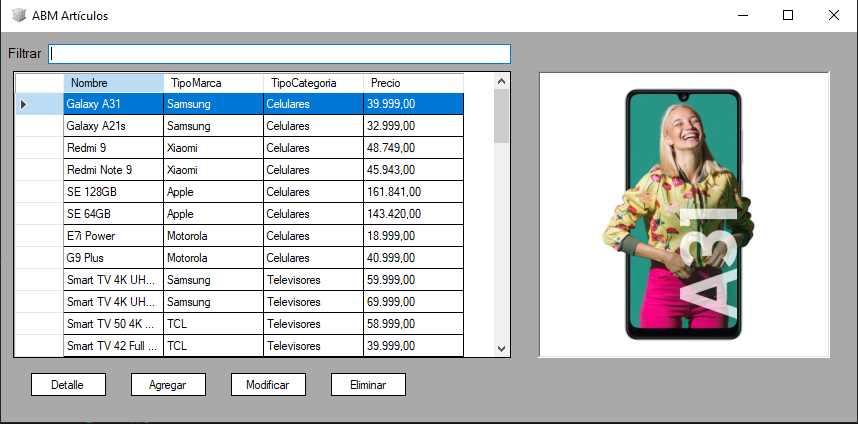 ABM Artículos
Filtrar
Nombre TipoMarca TipoCategoria Precio
Galaxy A31 Samsung Celulares 39.999,00
Galaxy A21s Samsung Celulares 32.999,00
Redmi 9 Xiaomi Celulares 48.749,00
Redmi Note 9 Xiaomi Celulares 45.943,00
SE 128GB Apple Celulares 161.841,00
SE 64GB Apple Celulares 143.420,00
E7i Power Motorola Celulares 18.999,00
G9 Plus Motorola Celulares 40.999,00
Smart TV 4K UH... Samsung Televisores 59.999,00
Smart TV 4K UH... Samsung Televisores 69.999,00
Smart TV 50 4K ... TCL Televisores 58.999,00
Smart TV 42 Full ... TCL Televisores 39.999,00
A31
Detalle Agregar Modificar Eliminar